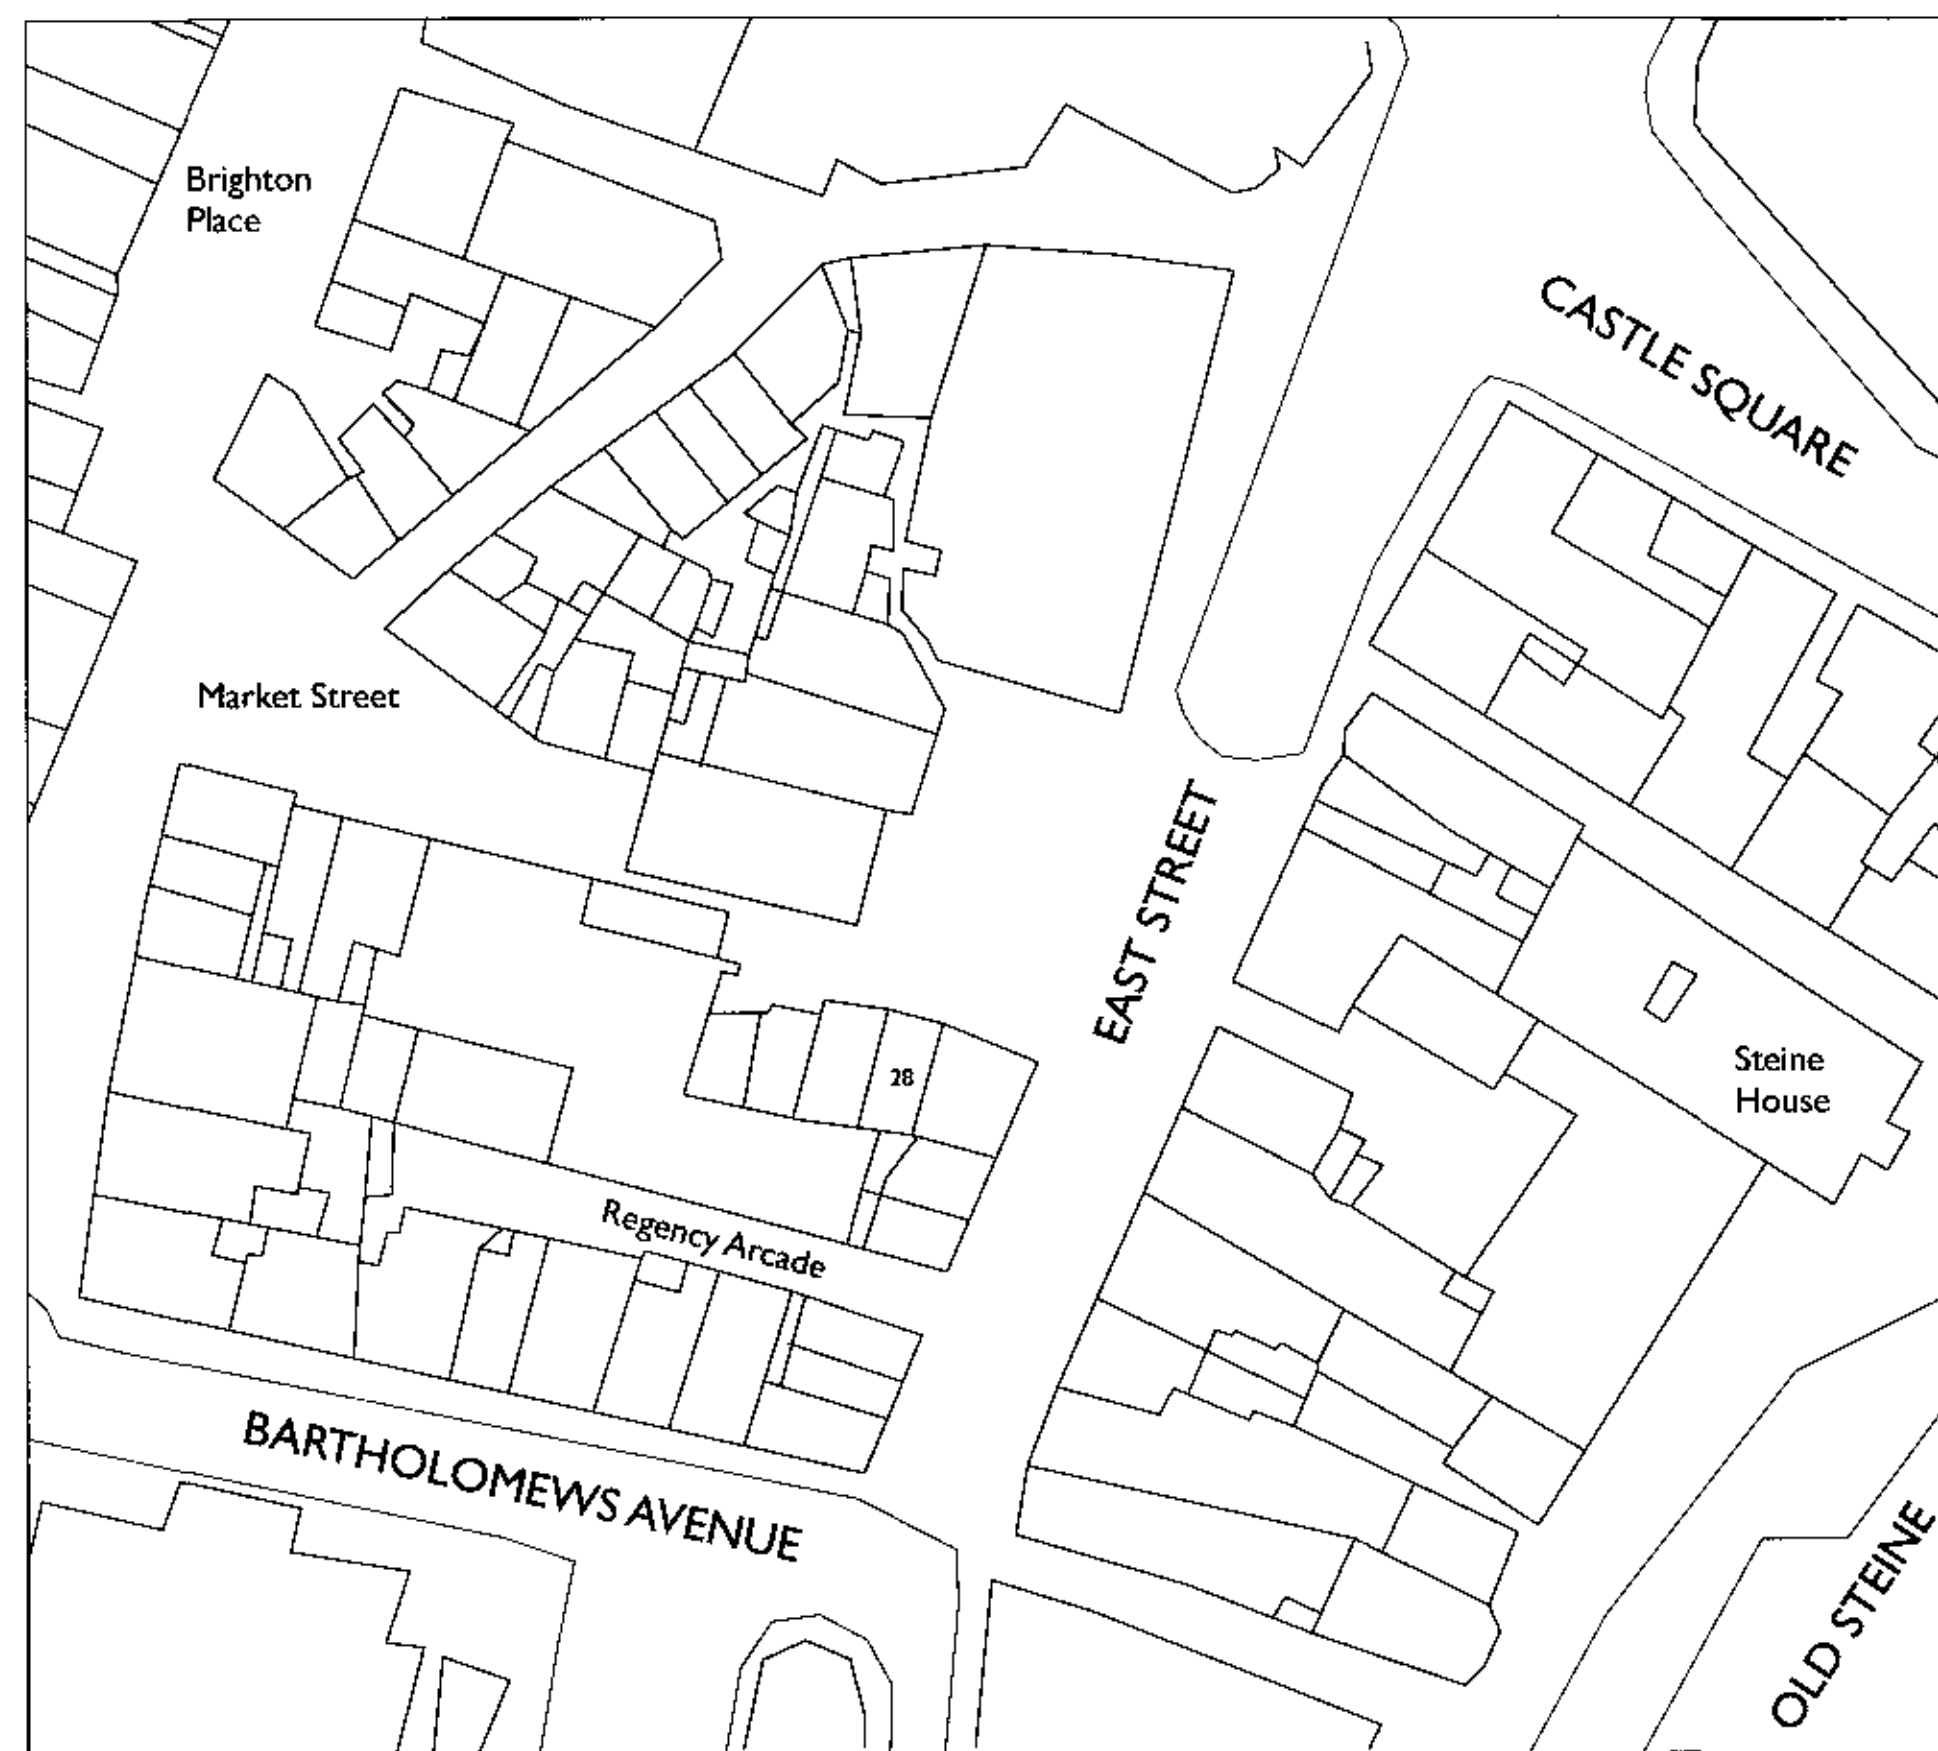 Brighton
Place
CASTLE SQUARE
Market Street
EAST STREET
28
Steine
House
Regency Arcade
BARTHOLOMEWS AVENUE
OLD STEINE